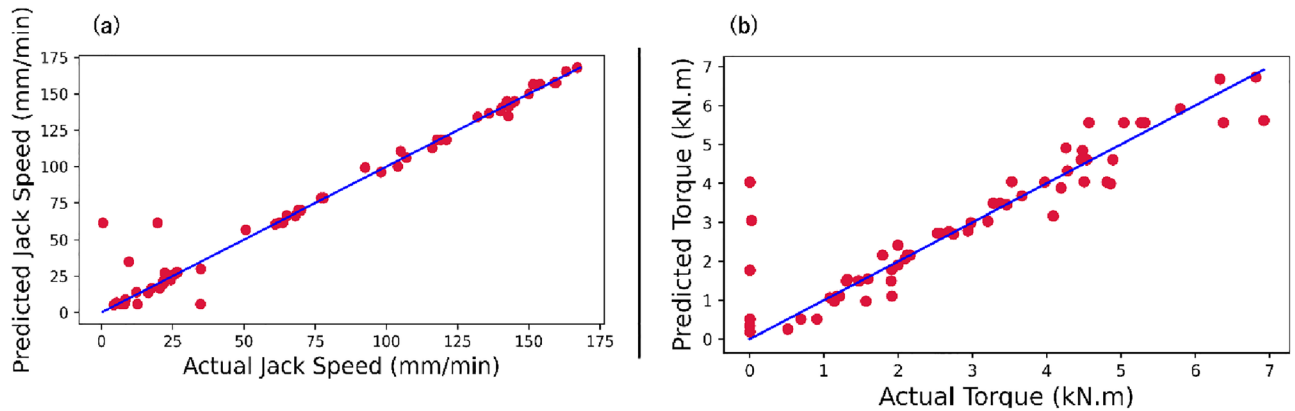 (a)
Predicted Jack Speed (mm/min)
175
150
125
100
75
50
25
0
0 25 50 75 100 125 150 175
Actual Jack Speed (mm/min)
(b)
Predicted Torque (kN.m)
7
6
5
4
3
2
1
0
0 1 2 3 4 5 6 7
Actual Torque (kN.m)